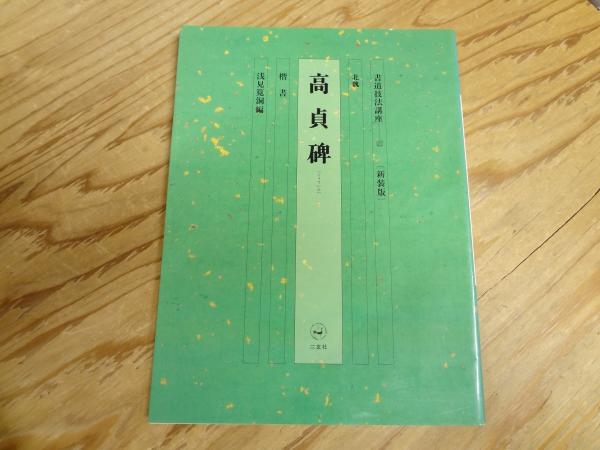 書道技法講座
〔新装版〕
北魏
高貞碑
楷書
浅見筧洞編
二玄社